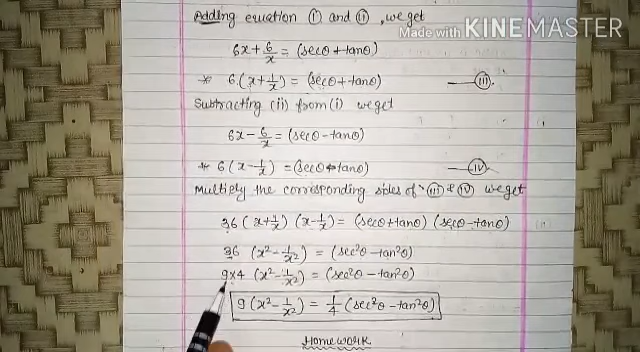 Adding equation (i) and (ii), we get
Made with KINEMASTER
6x + 6/x = (secθ + tanθ)
* 6 (x + 1/x) = (secθ + tanθ) —(iii)
Subtracting (ii) from (i) we get
6x - 6/x = (secθ - tanθ)
* 6 (x - 1/x) = (secθ - tanθ) —(iv)
Multiply the corrosponding sides of (iii) & (iv) we get
36 (x + 1/x) (x - 1/x) = (secθ + tanθ) (secθ - tanθ)
36 (x² - 1/x²) = (sec²θ - tan²θ)
9x4 (x² - 1/x²) = (sec²θ - tan²θ)
9 (x² - 1/x²) = 1/4 (sec²θ - tan²θ)
Homework